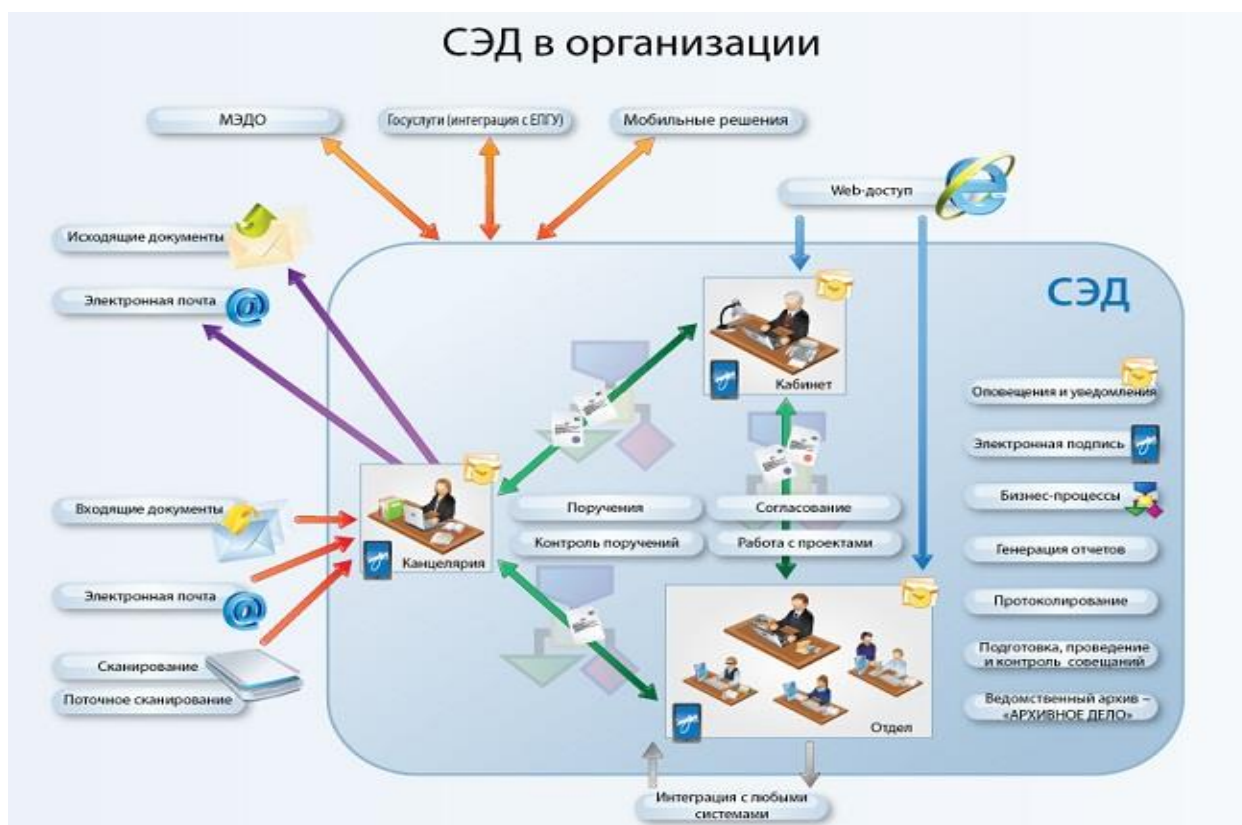 СЭД в организации
МЭДО
Госуслуги (интеграция с ЕПГУ)
Мобильные решения
Web-доступ
Исходящие документы
Электронная почта
СЭД
Кабинет
Оповещения и уведомления
Электронная подпись
Бизнес-процессы
Генерация отчетов
Протоколирование
Подготовка, проведение
и контроль совещаний
Ведомственный архив –
«АРХИВНОЕ ДЕЛО»
Входящие документы
Канцелярия
Поручения
Контроль поручений
Согласование
Работа с проектами
Электронная почта
Сканирование
Поточное сканирование
Отдел
Интеграция с любыми
системами